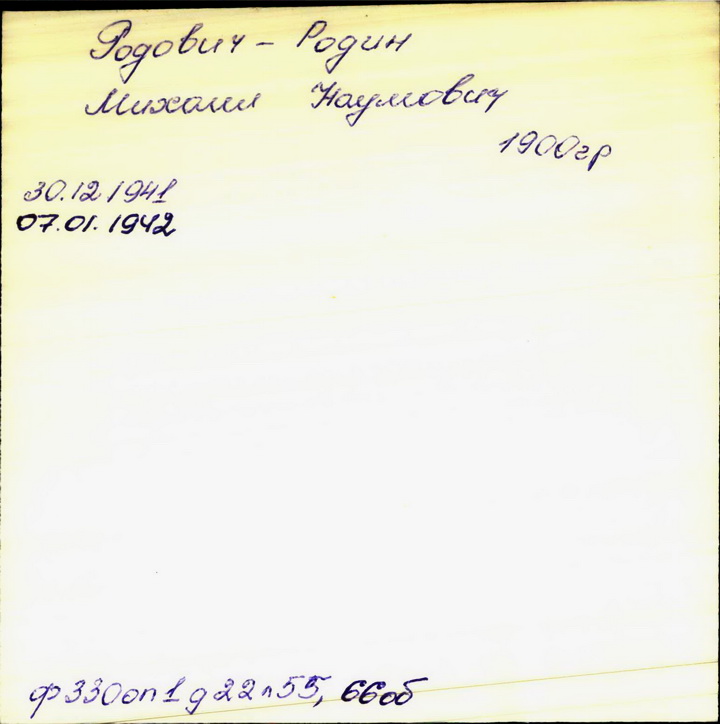 Родович - Родин
Михаил Наумович
1900гр
30.12 1941
07.01.1942
ф330оп1д22л55, 66об